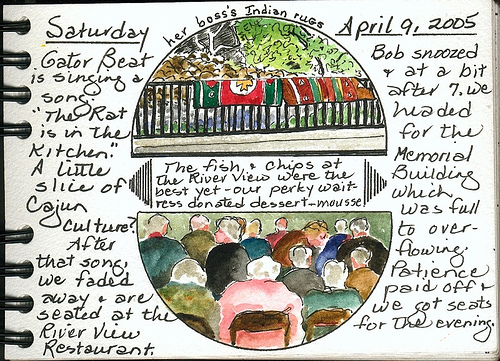 Saturday
Gator Beat
is singing a
song,
"The Rat
is in the
Kitchen."
A little
slice of
Cajun
Culture?
After
that song,
we faded
away & are
seated at the
River View
Restaurant.
her boss's Indian rugs
The fish & chips at
the River View were the
best yet - our perky wait-
ress donated dessert - mousse
April 9, 2005
Bob snoozed
& at a bit
after 7, we
headed
for the
Memorial
Building
which
was full
to over-
flowing.
Patience
paid off &
we got seats
for the evening.